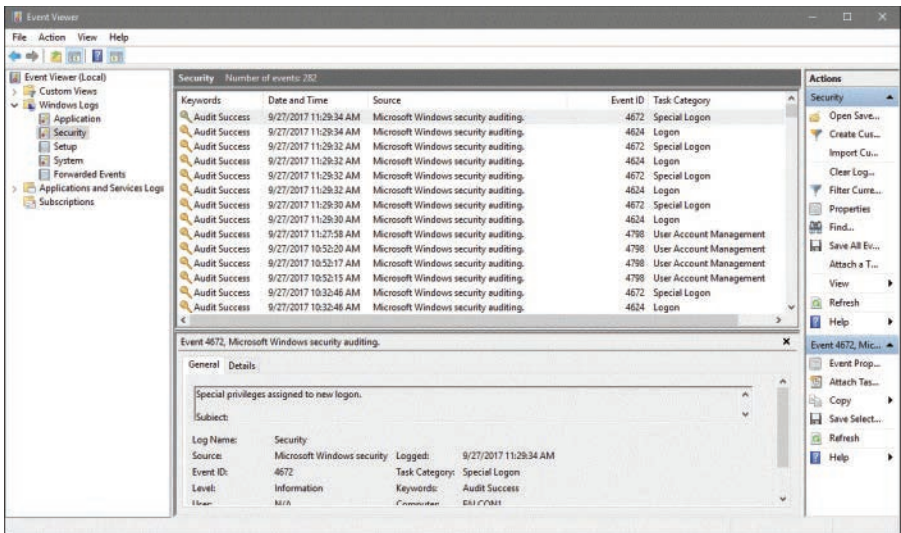 Event Viewer
File Action View Help
Event Viewer (Local)
Custom Views
Windows Logs
Application
Security
Setup
System
Forwarded Events
Applications and Services Logs
Subscriptions
Security Number of events: 282
Keywords Date and Time Source Event ID Task Category
Audit Success 9/27/2017 11:29:34 AM Microsoft Windows security auditing. 4672 Special Logon
Audit Success 9/27/2017 11:29:34 AM Microsoft Windows security auditing. 4624 Logon
Audit Success 9/27/2017 11:29:32 AM Microsoft Windows security auditing. 4672 Special Logon
Audit Success 9/27/2017 11:29:32 AM Microsoft Windows security auditing. 4624 Logon
Audit Success 9/27/2017 11:29:32 AM Microsoft Windows security auditing. 4672 Special Logon
Audit Success 9/27/2017 11:29:32 AM Microsoft Windows security auditing. 4624 Logon
Audit Success 9/27/2017 11:29:30 AM Microsoft Windows security auditing. 4672 Special Logon
Audit Success 9/27/2017 11:29:30 AM Microsoft Windows security auditing. 4624 Logon
Audit Success 9/27/2017 11:27:58 AM Microsoft Windows security auditing. 4798 User Account Management
Audit Success 9/27/2017 10:52:20 AM Microsoft Windows security auditing. 4798 User Account Management
Audit Success 9/27/2017 10:52:17 AM Microsoft Windows security auditing. 4798 User Account Management
Audit Success 9/27/2017 10:52:15 AM Microsoft Windows security auditing. 4798 User Account Management
Audit Success 9/27/2017 10:32:46 AM Microsoft Windows security auditing. 4672 Special Logon
Audit Success 9/27/2017 10:32:46 AM Microsoft Windows security auditing. 4624 Logon
Event 4672, Microsoft Windows security auditing.
General Details
Special privileges assigned to new logon.
Subject:
Log Name: Security
Source: Microsoft Windows security Logged: 9/27/2017 11:29:34 AM
Event ID: 4672 Task Category: Special Logon
Level: Information Keywords: Audit Success
User: N/A Computer: FALCON1
Actions
Security
Open Save...
Create Cus...
Import Cu...
Clear Log...
Filter Curre...
Properties
Find...
Save All Ev...
Attach a T...
View
Refresh
Help
Event 4672, Mic...
Event Prop...
Attach Tas...
Copy
Save Select...
Refresh
Help